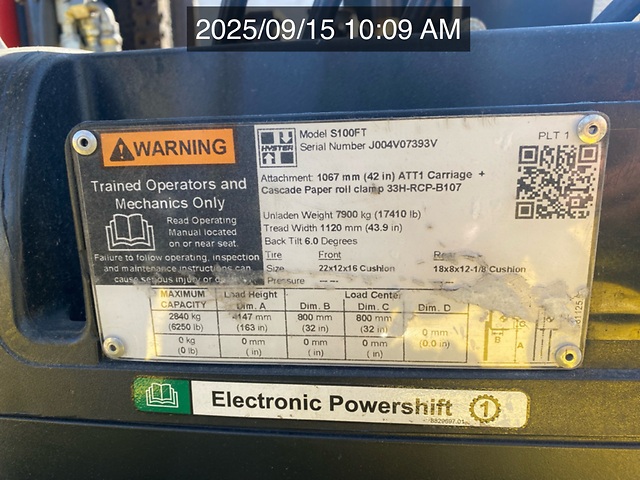 2025/09/15 10:09 AM
WARNING
Trained Operators and
Mechanics Only
Read Operating
Manual located
on or near seat.
Failure to follow operating, inspection
and maintenance instructions can
cause serious injury or death.
HYSTER
Model S100FT
Serial Number J004V07393V
PLT 1
Attachment: 1067 mm (42 in) ATT1 Carriage +
Cascade Paper roll clamp 33H-RCP-B107
Unladen Weight 7900 kg (17410 lb)
Tread Width 1120 mm (43.9 in)
Back Tilt 6.0 Degrees
Tire Front Rear
Size 22x12x16 Cushion 18x8x12-1/8 Cushion
Pressure --- --- --- ---
MAXIMUM CAPACITY Load Height Dim. A Load Center Dim. B Dim. C Dim. D
2840 kg 4147 mm 800 mm 800 mm 0 mm
(6250 lb) (163 in) (32 in) (32 in) (0.0 in)
0 kg 0 mm 0 mm 0 mm
(0 lb) ( in) ( in) ( in)
B C A
Electronic Powershift 1